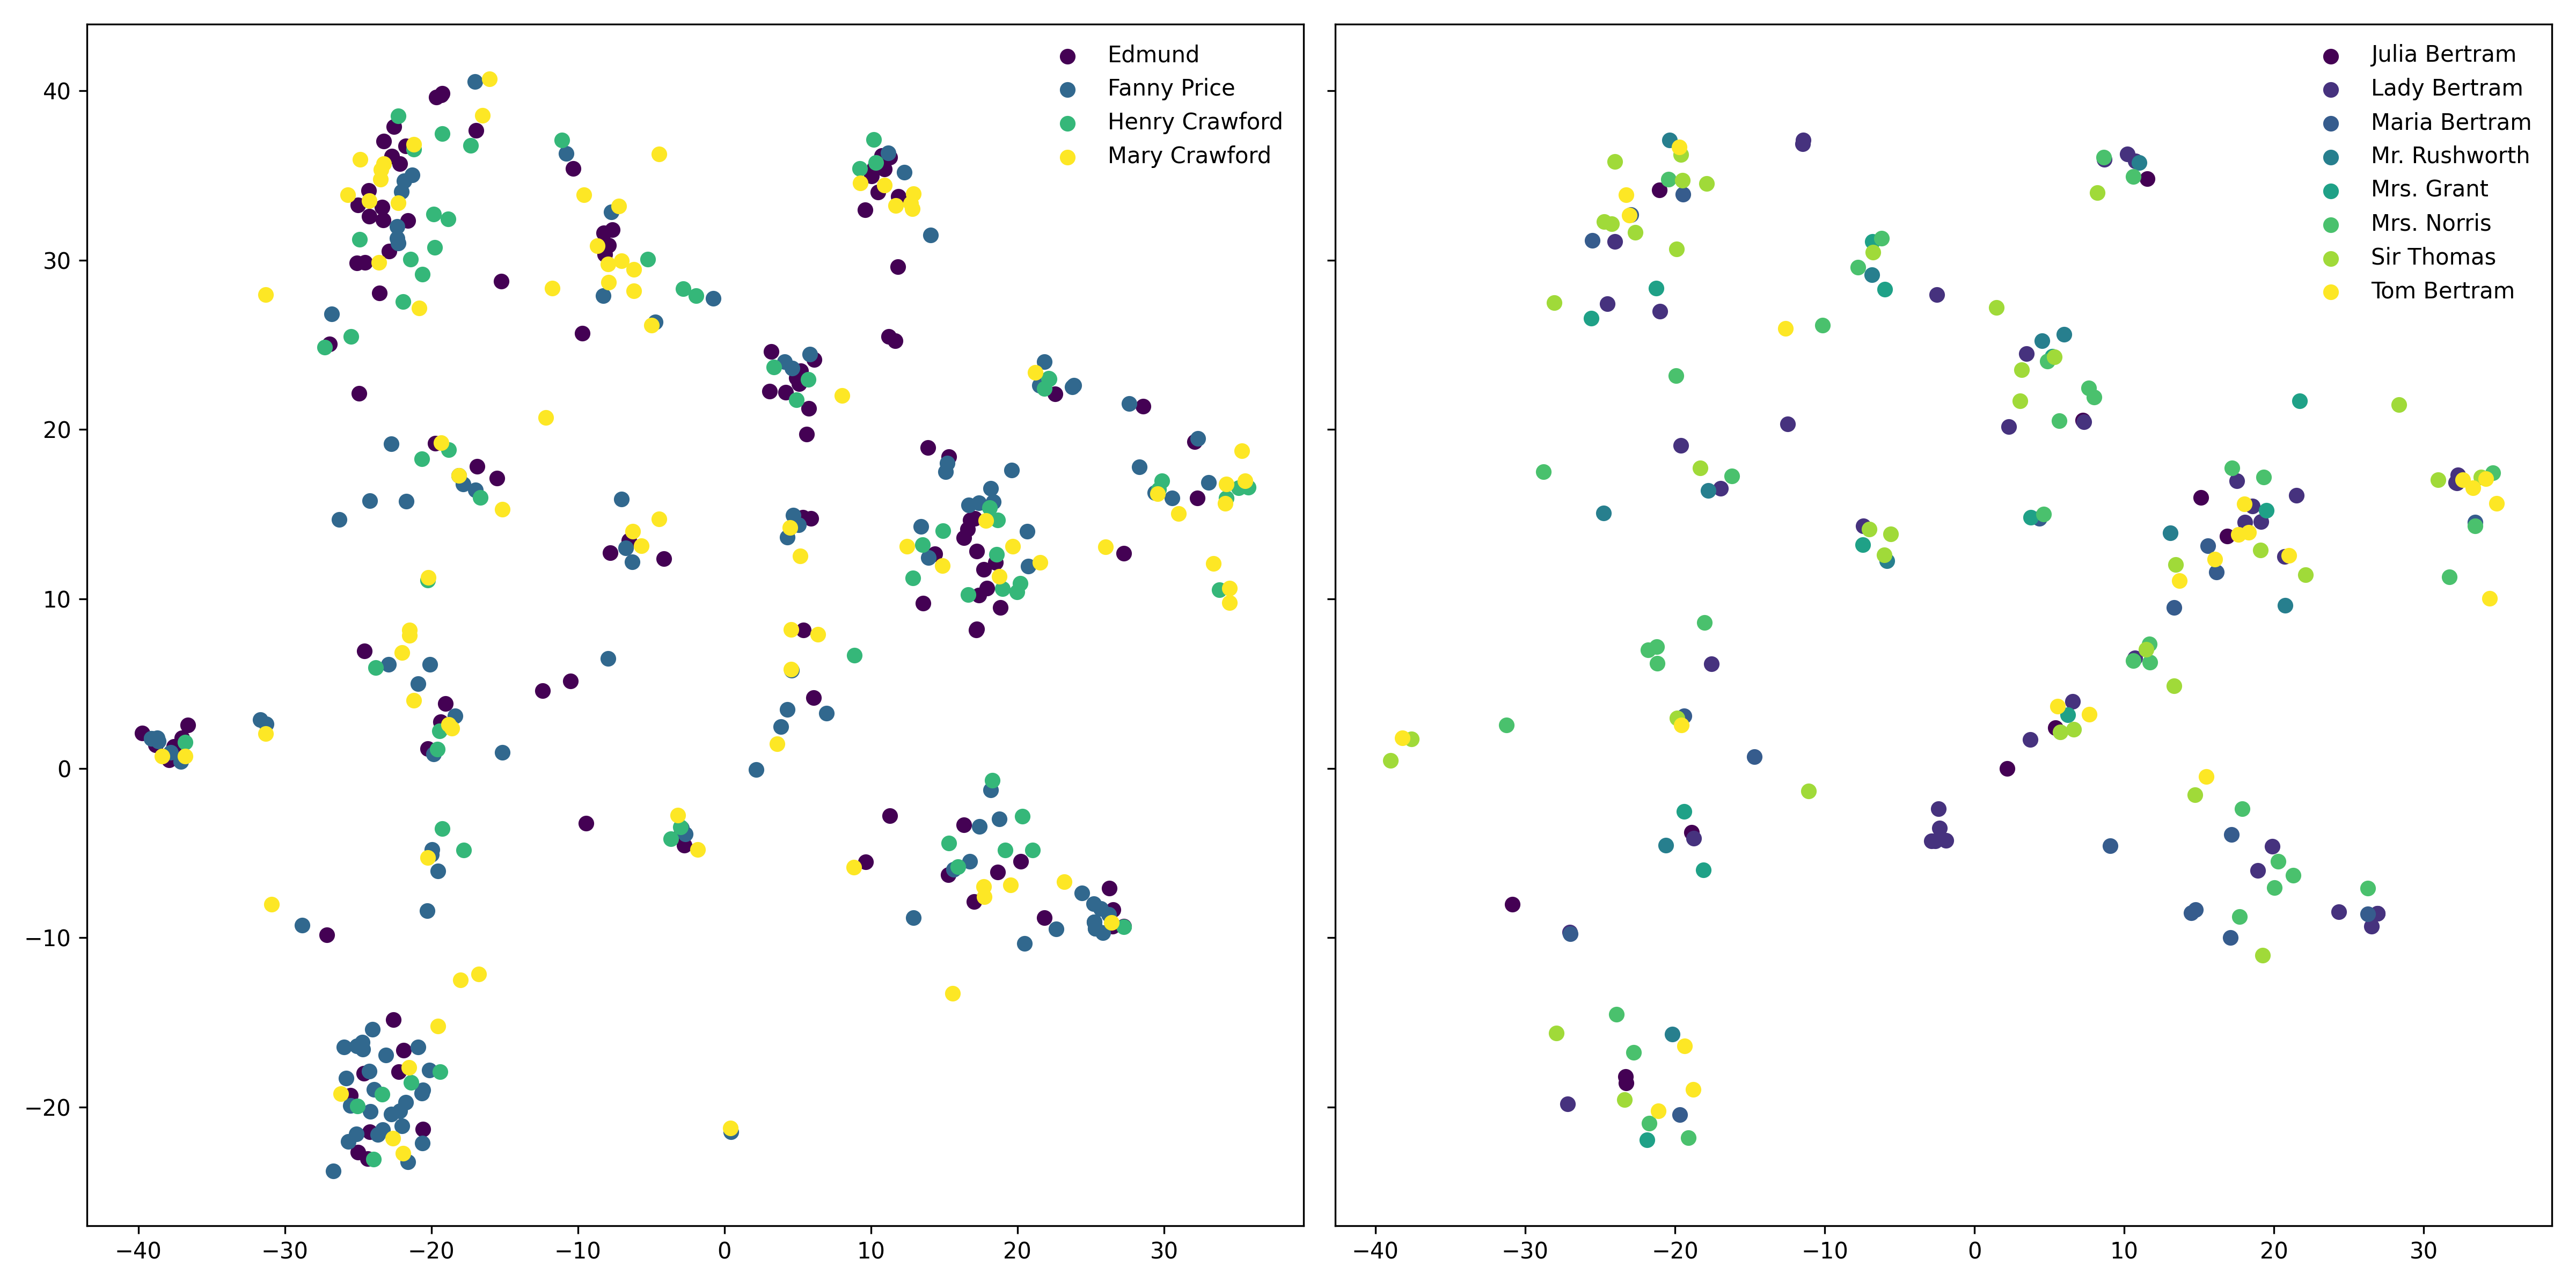 Edmund
Fanny Price
Henry Crawford
Mary Crawford
Julia Bertram
Lady Bertram
Maria Bertram
Mr. Rushworth
Mrs. Grant
Mrs. Norris
Sir Thomas
Tom Bertram
40
30
20
10
0
−10
−20
−40 −30 −20 −10 0 10 20 30
−40 −30 −20 −10 0 10 20 30